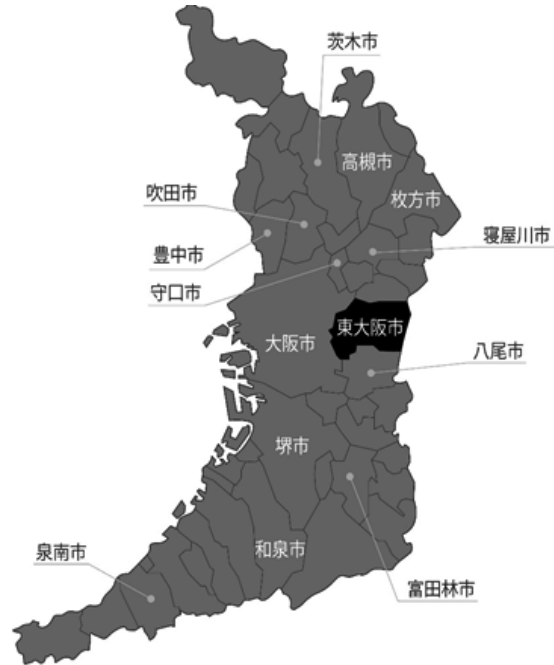 茨木市
高槻市
枚方市
吹田市
寝屋川市
豊中市
守口市
東大阪市
大阪市
八尾市
堺市
和泉市
泉南市
富田林市